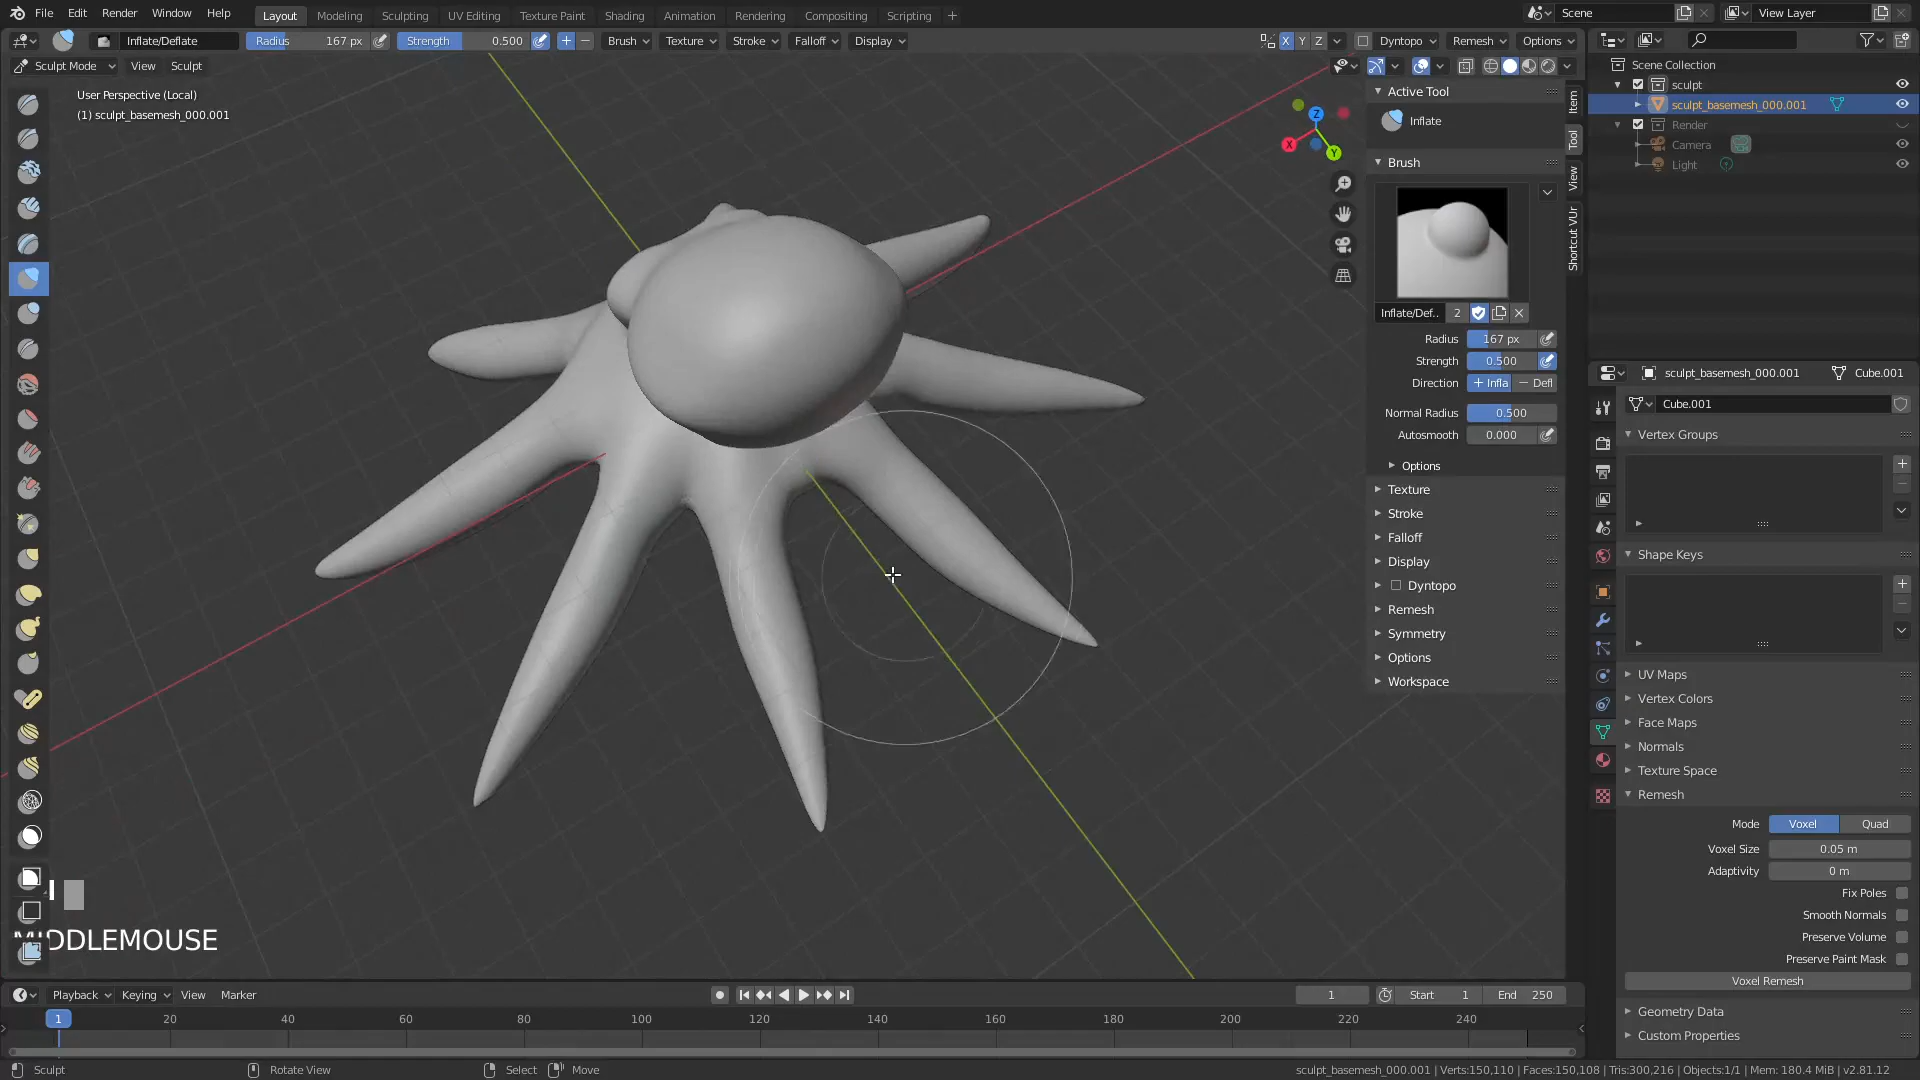 File Edit Render Window Help Layout Modeling Sculpting UV Editing Texture Paint Shading Animation Rendering Compositing Scripting + Scene View Layer
Inflate/Deflate Radius 167 px Strength 0.500 + − Brush Texture Stroke Falloff Display X Y Z Dyntopo Remesh Options
Sculpt Mode View Sculpt
User Perspective (Local)
(1) sculpt_basemesh_000.001
X
Y
Z
Active Tool
Inflate
Brush
Inflate/Def.. 2
Radius 167 px
Strength 0.500
Direction + Infla − Defl
Normal Radius 0.500
Autosmooth 0.000
Options
Texture
Stroke
Falloff
Display
Dyntopo
Remesh
Symmetry
Options
Workspace
Item
Tool
View
Shortcut VUr
Scene Collection
sculpt
sculpt_basemesh_000.001
Render
Camera
Light
sculpt_basemesh_000.001 Cube.001
Cube.001
Vertex Groups
Shape Keys
UV Maps
Vertex Colors
Face Maps
Normals
Texture Space
Remesh
Mode Voxel Quad
Voxel Size 0.05 m
Adaptivity 0 m
Fix Poles
Smooth Normals
Preserve Volume
Preserve Paint Mask
Voxel Remesh
Geometry Data
Custom Properties
MIDDLEMOUSE
Playback Keying View Marker 1 Start 1 End 250
1 20 40 60 80 100 120 140 160 180 200 220 240
Sculpt Rotate View Select Move sculpt_basemesh_000.001 | Verts:150,110 | Faces:150,108 | Tris:300,216 | Objects:1/1 | Mem: 180.4 MiB | v2.81.12